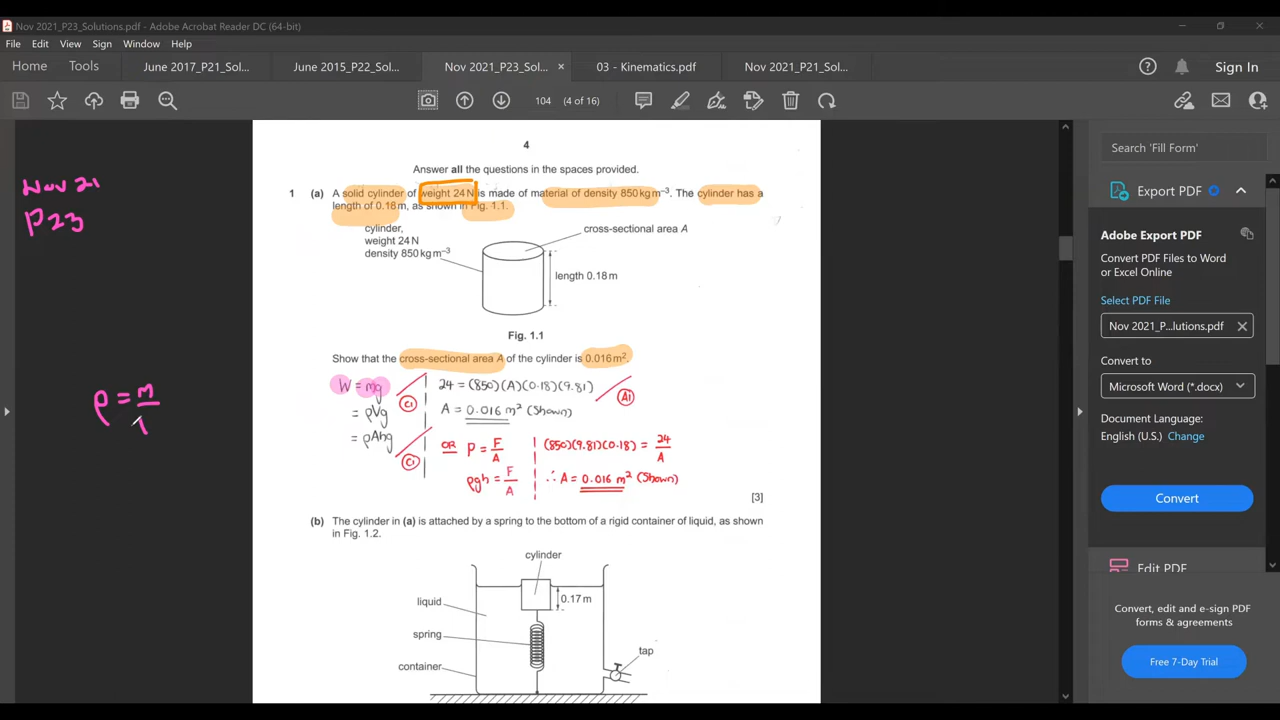 Nov 2021_P23_Solutions.pdf - Adobe Acrobat Reader DC (64-bit)
File Edit View Sign Window Help
Home Tools June 2017_P21_Sol... June 2015_P22_Sol... Nov 2021_P23_Sol... × 03 - Kinematics.pdf Nov 2021_P21_Sol... Sign In
104 (4 of 16)
Nov 21
P23
ρ = m
4
Answer all the questions in the spaces provided.
1 (a) A solid cylinder of weight 24 N is made of material of density 850 kg m⁻³. The cylinder has a
length of 0.18 m, as shown in Fig. 1.1.
cylinder,
weight 24 N
density 850 kg m⁻³
cross-sectional area A
length 0.18 m
Fig. 1.1
Show that the cross-sectional area A of the cylinder is 0.016 m².
W = mg
= ρVg
= ρAhg
C1
C1
24 = (850)(A)(0.18)(9.81)
A = 0.016 m² (Shown)
A1
OR P = F/A
ρgh = F/A
(850)(9.81)(0.18) = 24/A
∴ A = 0.016 m² (Shown)
[3]
(b) The cylinder in (a) is attached by a spring to the bottom of a rigid container of liquid, as shown
in Fig. 1.2.
cylinder
liquid
0.17 m
spring
tap
container
Search 'Fill Form'
Export PDF
Adobe Export PDF
Convert PDF Files to Word
or Excel Online
Select PDF File
Nov 2021_P...lutions.pdf
Convert to
Microsoft Word (*.docx)
Document Language:
English (U.S.) Change
Convert
Edit PDF
Convert, edit and e-sign PDF
forms & agreements
Free 7-Day Trial